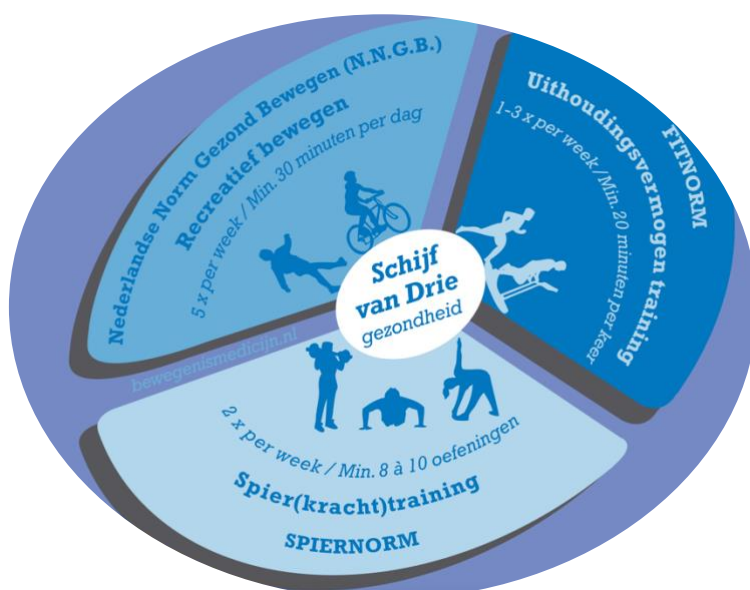 Nederlandse Norm Gezond Bewegen (N.N.G.B.)
Recreatief bewegen
5 x per week / Min. 30 minuten per dag
FITNORM
Uithoudingsvermogen training
1-3 x per week / Min. 20 minuten per keer
Schijf
van Drie
gezondheid
bewegenismedicijn.nl
2 x per week / Min. 8 à 10 oefeningen
Spier(kracht)training
SPIERNORM